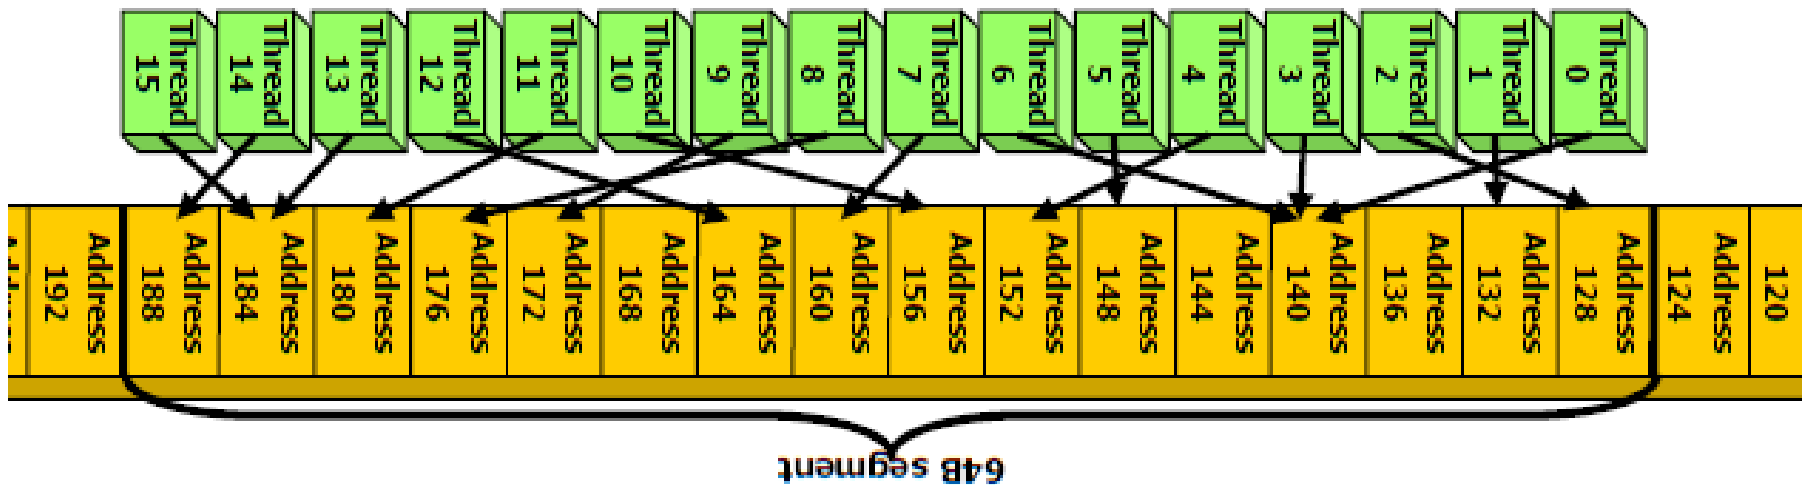 Thread
0
Thread
1
Thread
2
Thread
3
Thread
4
Thread
5
Thread
6
Thread
7
Thread
8
Thread
9
Thread
10
Thread
11
Thread
12
Thread
13
Thread
14
Thread
15
120
Address
124
Address
128
Address
132
Address
136
Address
140
Address
144
Address
148
Address
152
Address
156
Address
160
Address
164
Address
168
Address
172
Address
176
Address
180
Address
184
Address
188
Address
192
64B segment